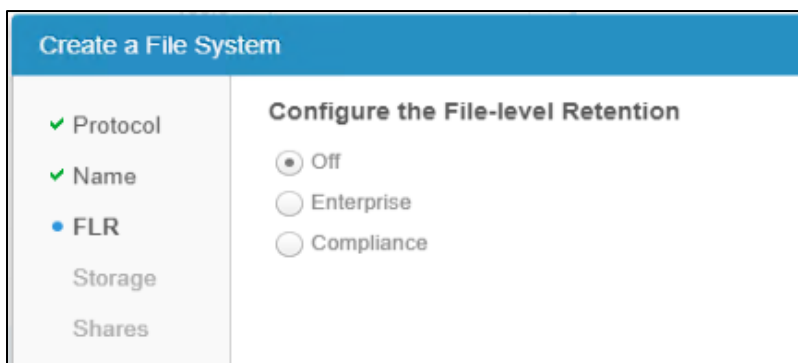 Create a File System
Protocol
Name
FLR
Storage
Shares
Configure the File-level Retention
Off
Enterprise
Compliance